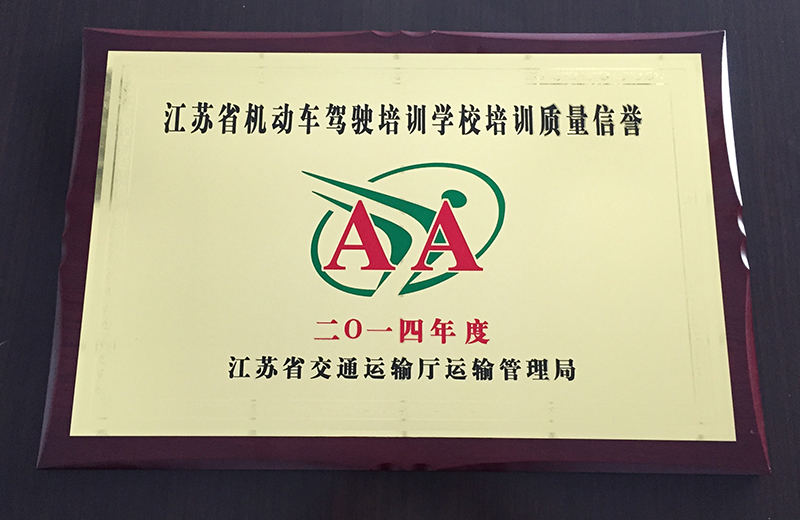 江苏省机动车驾驶培训学校培训质量信誉
AA
二O一四年度
江苏省交通运输厅运输管理局